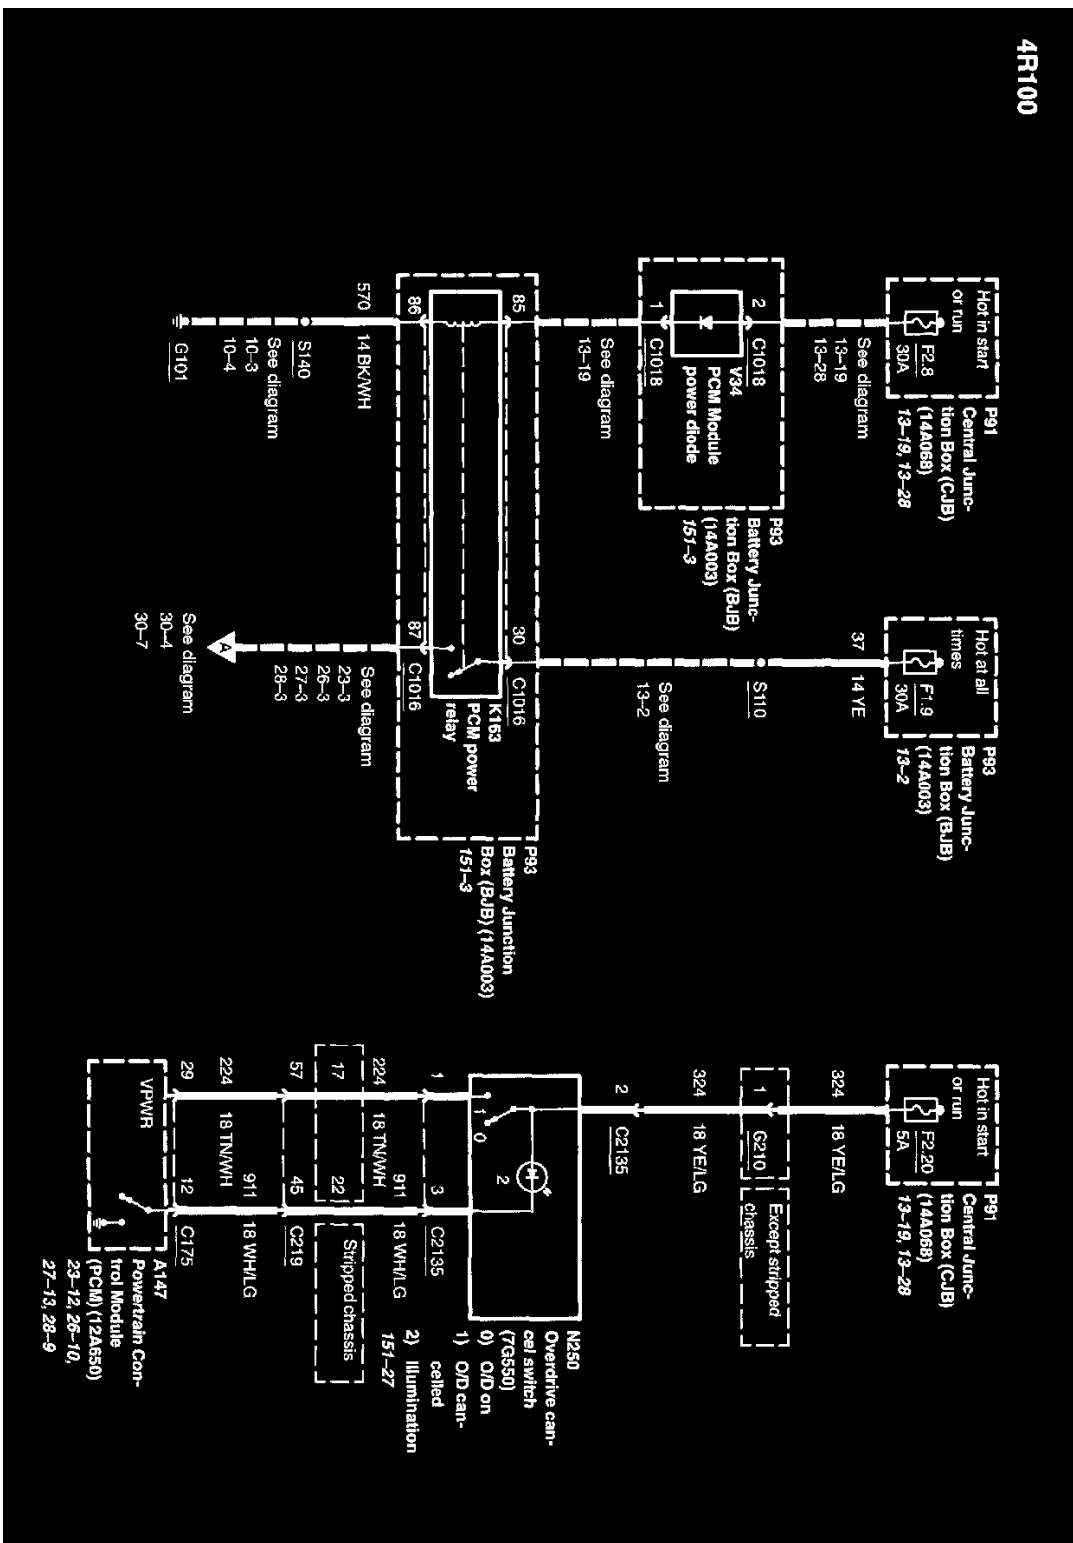 4R100
Hot in start
or run
F2.8
30A
P91
Central Junc-
tion Box (CJB)
(14A068)
13–19, 13–28
See diagram
13–19
13–28
2
C1018
V34
PCM Module
power diode
1
C1018
P93
Battery Junc-
tion Box (BJB)
(14A003)
151–3
See diagram
13–19
85
86
570
14 BK/WH
S140
See diagram
10–3
10–4
G101
Hot at all
times
F1.9
30A
P93
Battery Junc-
tion Box (BJB)
(14A003)
13–2
37
14 YE
S110
See diagram
13–2
30
C1016
K163
PCM power
relay
87
C1016
P93
Battery Junction
Box (BJB) (14A003)
151–3
See diagram
23–3
26–3
27–3
28–3
A
See diagram
30–4
30–7
Hot in start
or run
F2.20
5A
P91
Central Junc-
tion Box (CJB)
(14A068)
13–19, 13–28
324
18 YE/LG
1
G210
Except stripped
chassis
324
18 YE/LG
2
C2135
1
0
2
N250
Overdrive can-
cel switch
(7G550)
0) O/D on
1) O/D can-
celled
2) Illumination
151–27
1
3
C2135
224
18 TN/WH
911
18 WH/LG
17
22
Stripped chassis
57
45
C219
224
18 TN/WH
911
18 WH/LG
29
12
C175
VPWR
A147
Powertrain Con-
trol Module
(PCM) (12A650)
23–12, 26–10,
27–13, 28–9